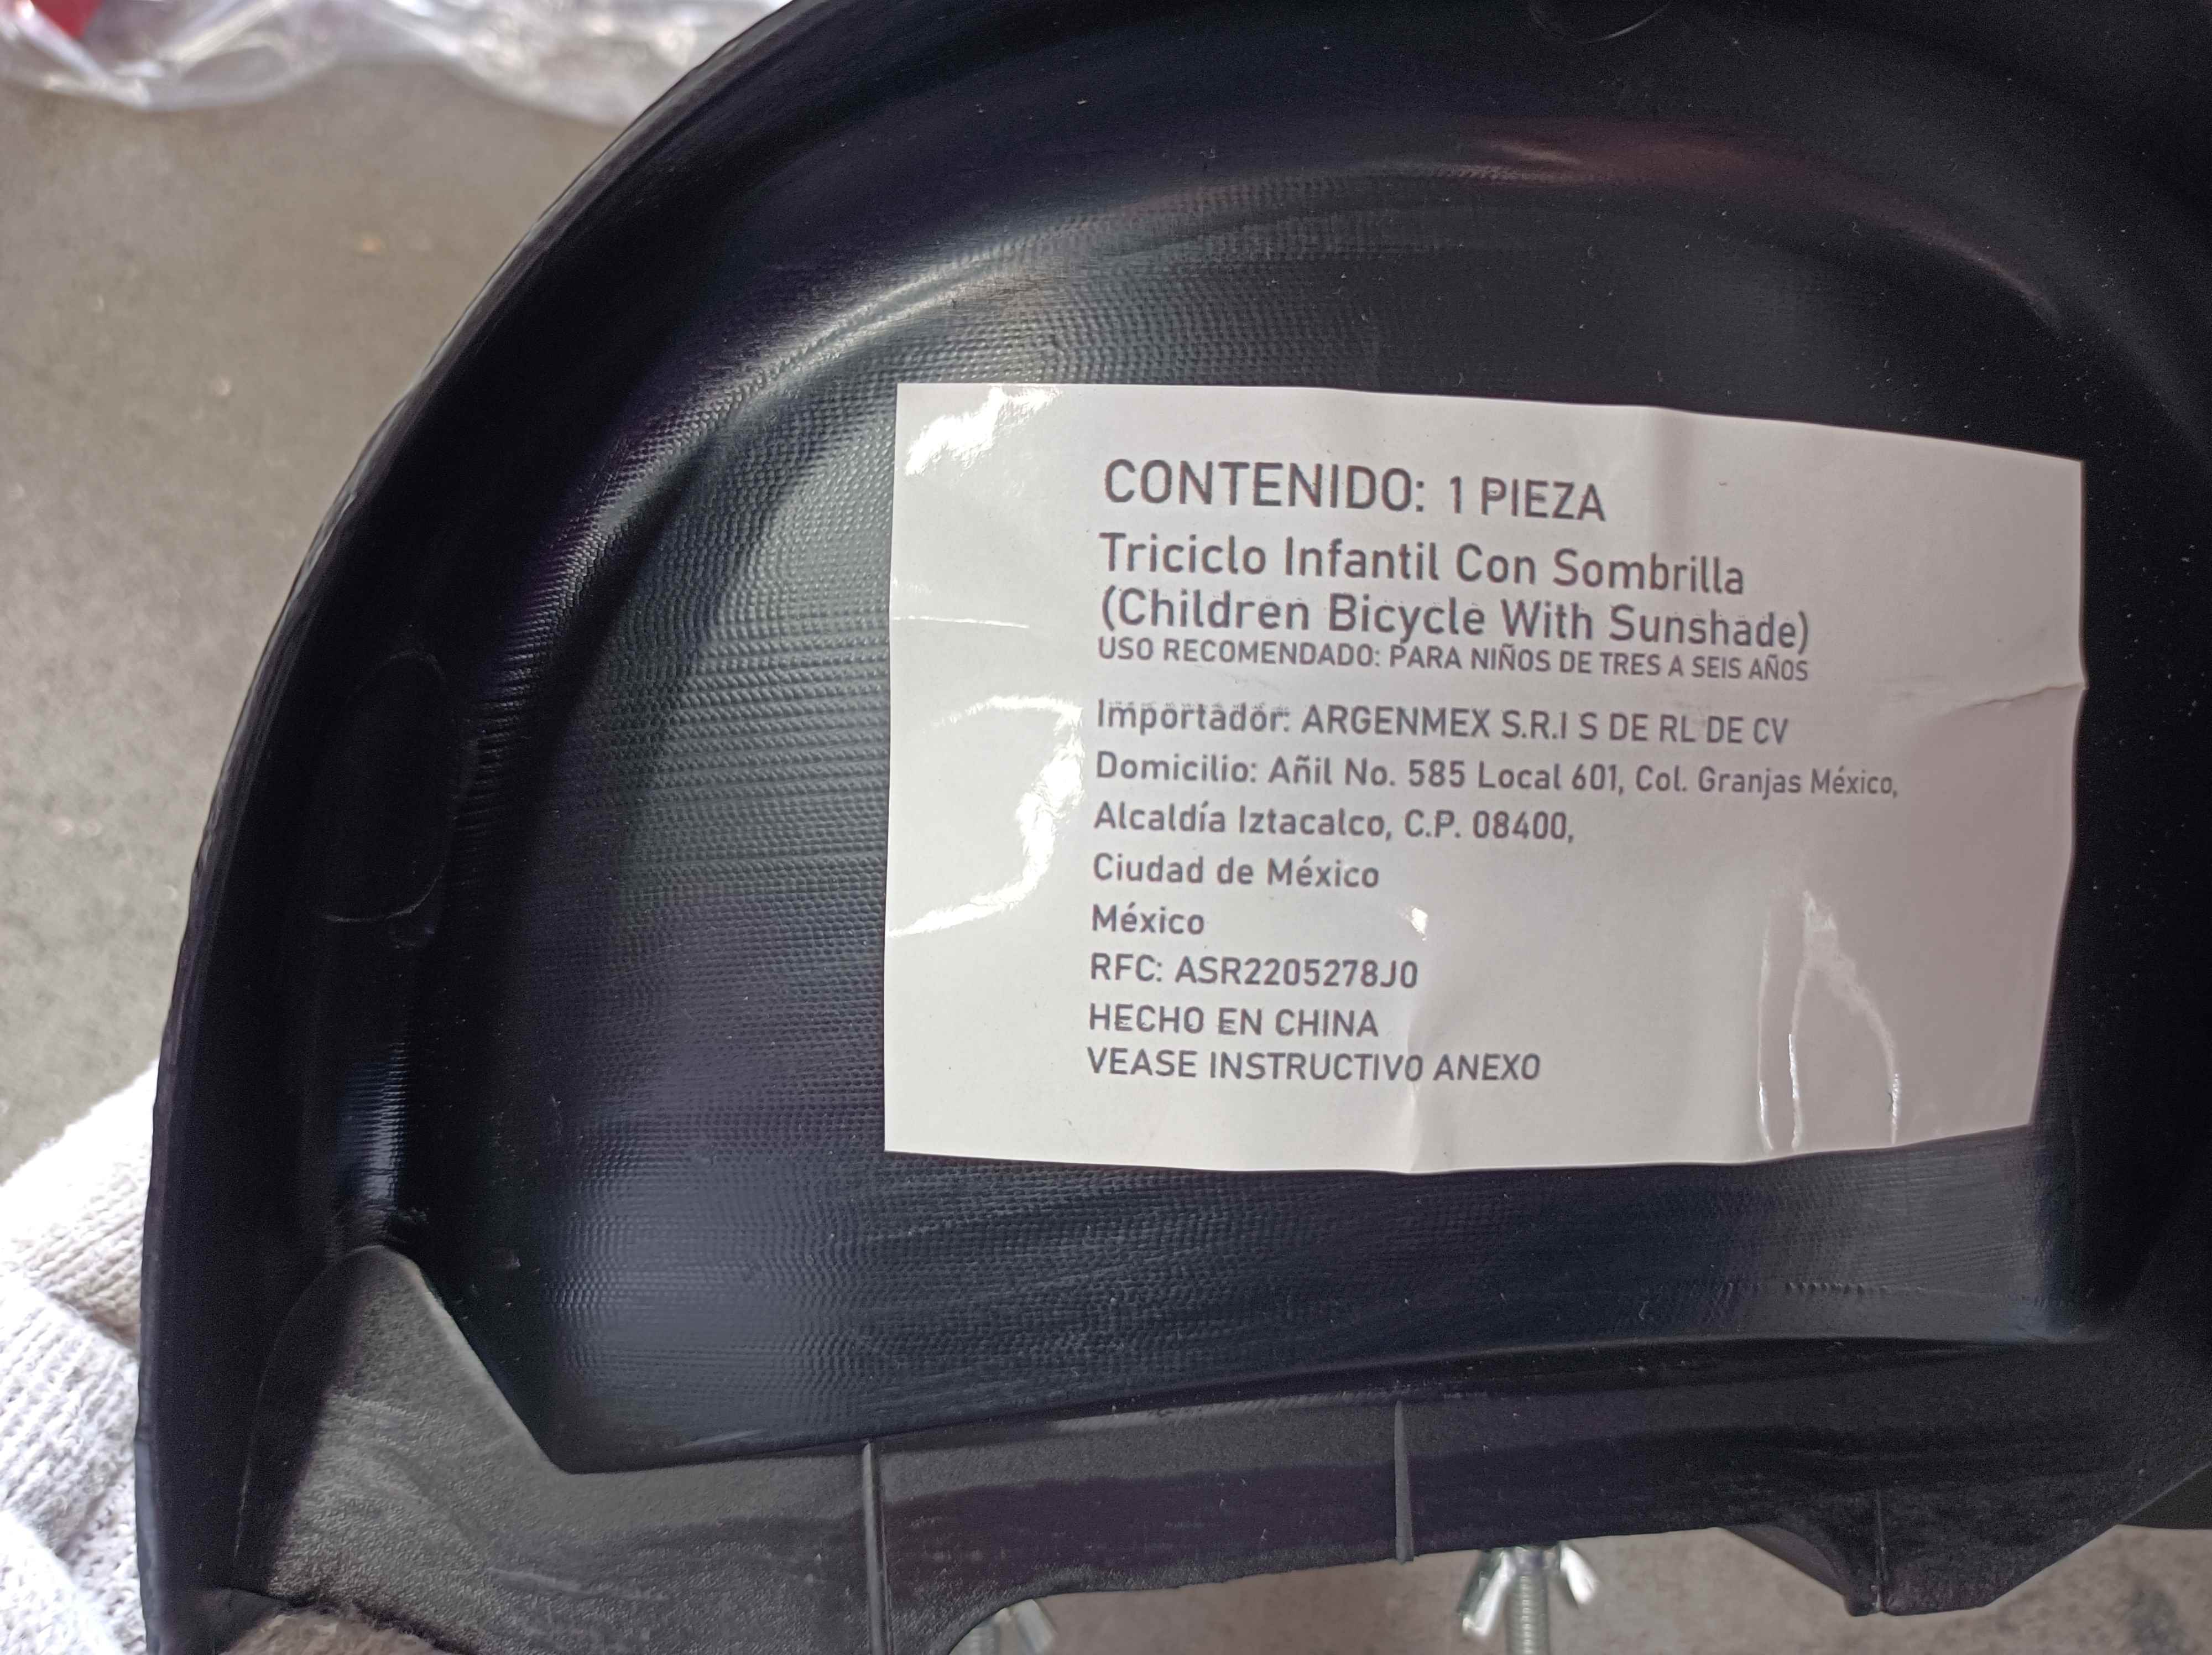 CONTENIDO: 1 PIEZA
Triciclo Infantil Con Sombrilla
(Children Bicycle With Sunshade)
USO RECOMENDADO: PARA NIÑOS DE TRES A SEIS AÑOS
Importador: ARGENMEX S.R.I S DE RL DE CV
Domicilio: Añil No. 585 Local 601, Col. Granjas México,
Alcaldía Iztacalco, C.P. 08400,
Ciudad de México
México
RFC: ASR2205278J0
HECHO EN CHINA
VEASE INSTRUCTIVO ANEXO